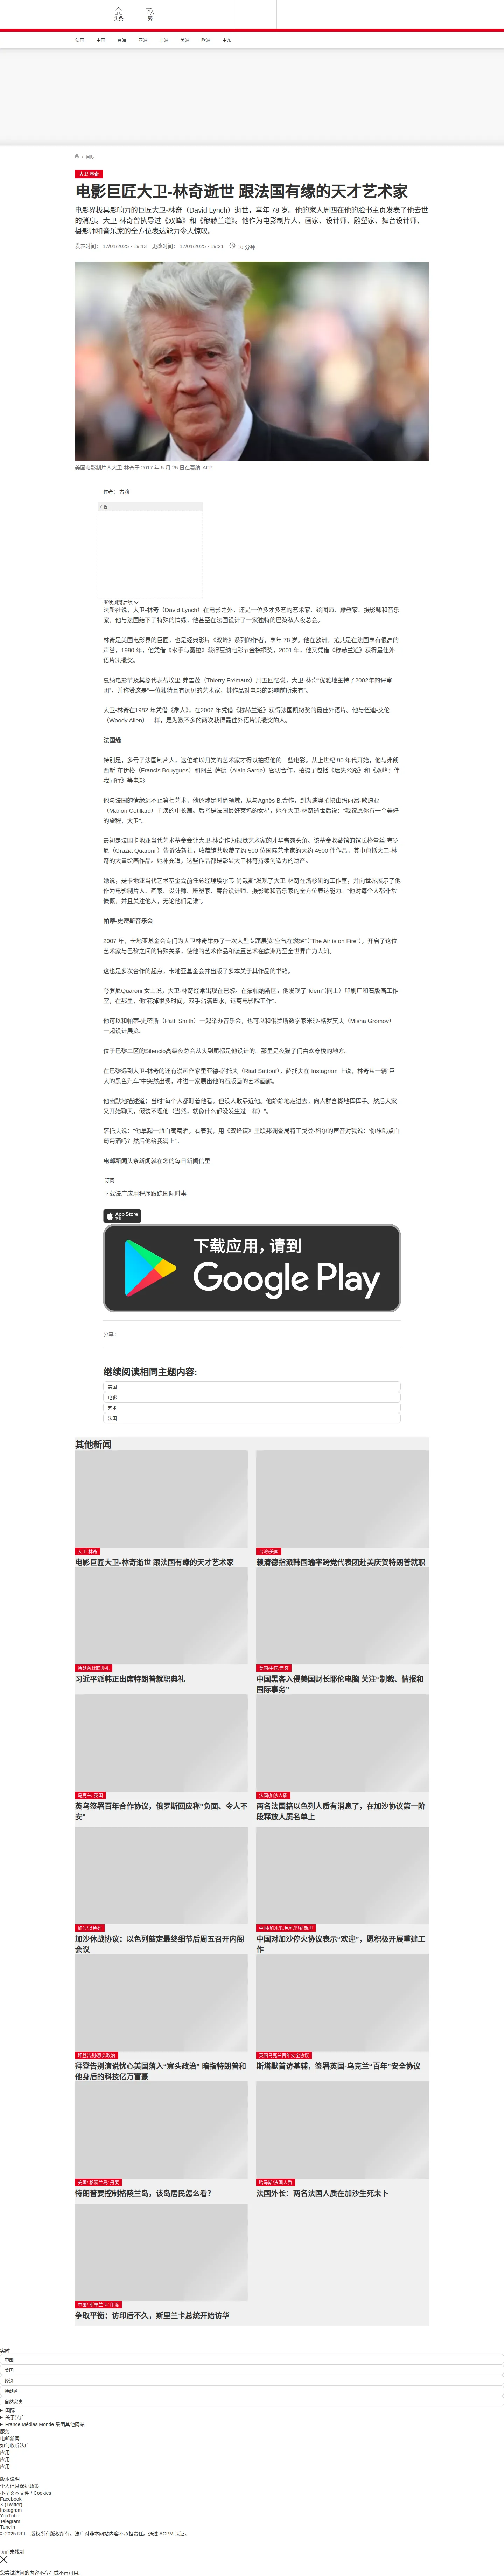 头条
繁
法国
中国
台海
亚洲
非洲
美洲
欧洲
中东
/ 国际
大卫-林奇
电影巨匠大卫-林奇逝世 跟法国有缘的天才艺术家
电影界极具影响力的巨匠大卫-林奇（David Lynch）逝世，享年 78 岁。他的家人周四在他的脸书主页发表了他去世
的消息。大卫-林奇曾执导过《双峰》和《穆赫兰道》。他作为电影制片人、画家、设计师、雕塑家、舞台设计师、
摄影师和音乐家的全方位表达能力令人惊叹。
发表时间： 17/01/2025 - 19:13 更改时间： 17/01/2025 - 19:21 10 分钟
美国电影制片人大卫·林奇于 2017 年 5 月 25 日在戛纳 AFP
作者： 古莉
广告
继续浏览后续
法新社说，大卫-林奇（David Lynch）在电影之外，还是一位多才多艺的艺术家、绘图师、雕塑家、摄影师和音乐
家，他与法国结下了特殊的情缘，他甚至在法国设计了一家独特的巴黎私人夜总会。
林奇是美国电影界的巨匠，也是经典影片《双峰》系列的作者，享年 78 岁，他在欧洲，尤其是在法国享有很高的
声誉，1990 年，他凭借《水手与露拉》获得戛纳电影节金棕榈奖，2001 年，他又凭借《穆赫兰道》获得最佳外
语片凯撒奖。
戛纳电影节及其总代表蒂埃里-弗雷茂（Thierry Frémaux）周五回忆说，大卫-林奇“优雅地主持了2002年的评审
团”，并称赞这是“一位独特且有远见的艺术家，其作品对电影的影响前所未有”。
大卫-林奇在1982 年凭借《象人》，在2002 年凭借《穆赫兰道》获得法国凯撒奖的最佳外语片。他与伍迪-艾伦
（Woody Allen）一样，是为数不多的两次获得最佳外语片凯撒奖的人。
法国缘
特别是，多亏了法国制片人，这位难以归类的艺术家才得以拍摄他的一些电影。从上世纪 90 年代开始，他与弗朗
西斯·布伊格（Francis Bouygues）和阿兰-萨德（Alain Sarde）密切合作，拍摄了包括《迷失公路》和《双峰：伴
我同行》等电影
他与法国的情缘远不止第七艺术，他还涉足时尚领域，从与Agnès B.合作，到为迪奥拍摄由玛丽昂-歌迪亚
（Marion Cotillard）主演的中长篇。后者是法国最好莱坞的女星，她在大卫-林奇逝世后说：“我祝愿你有一个美好
的旅程，大卫”。
最初是法国卡地亚当代艺术基金会让大卫-林奇作为视觉艺术家的才华崭露头角。该基金收藏馆的馆长格蕾丝·夸罗
尼（Grazia Quaroni ）告诉法新社，收藏馆共收藏了约 500 位国际艺术家的大约 4500 件作品，其中包括大卫-林
奇的大量绘画作品。她补充道，这些作品都是彰显大卫林奇持续创造力的遗产。
她说，是卡地亚当代艺术基金会前任总经理埃尔韦·尚戴斯“发现了大卫-林奇在洛杉矶的工作室，并向世界展示了他
作为电影制片人、画家、设计师、雕塑家、舞台设计师、摄影师和音乐家的全方位表达能力。”他对每个人都非常
慷慨，并且关注他人，无论他们是谁“。
帕蒂-史密斯音乐会
2007 年，卡地亚基金会专门为大卫林奇举办了一次大型专题展览“空气在燃烧”(“The Air is on Fire”)，开启了这位
艺术家与巴黎之间的特殊关系，使他的艺术作品和装置艺术在欧洲乃至全世界广为人知。
这也是多次合作的起点，卡地亚基金会并出版了多本关于其作品的书籍。
夸罗尼Quaroni 女士说，大卫-林奇经常出现在巴黎。在蒙帕纳斯区，他发现了“Idem”（同上）印刷厂和石版画工作
室，在那里，他“花掉很多时间，双手沾满墨水，远离电影院工作”。
他可以和帕蒂-史密斯（Patti Smith）一起举办音乐会，也可以和俄罗斯数学家米沙-格罗莫夫（Misha Gromov）
一起设计展览。
位于巴黎二区的Silencio高级夜总会从头到尾都是他设计的。那里是夜猫子们喜欢穿梭的地方。
在巴黎遇到大卫-林奇的还有漫画作家里亚德-萨托夫（Riad Sattouf），萨托夫在 Instagram 上说，林奇从一辆“巨
大的黑色汽车”中突然出现，冲进一家展出他的石版画的艺术画廊。
他幽默地描述道：当时”每个人都盯着他看，但没人敢靠近他。他静静地走进去，向人群含糊地挥挥手。然后大家
又开始聊天，假装不理他（当然，就像什么都没发生过一样）”。
萨托夫说：“他拿起一瓶白葡萄酒，看着我，用《双峰镇》里联邦调查局特工戈登-科尔的声音对我说：‘你想喝点白
葡萄酒吗？然后他给我满上”。
电邮新闻头条新闻就在您的每日新闻信里
订阅
下载法广应用程序跟踪国际时事
App Store
下载
下载应用，请到
Google Play
分享 :
继续阅读相同主题内容:
美国
电影
艺术
法国
其他新闻
大卫-林奇
电影巨匠大卫-林奇逝世 跟法国有缘的天才艺术家
台湾/美国
赖清德指派韩国瑜率跨党代表团赴美庆贺特朗普就职
特朗普就职典礼
习近平派韩正出席特朗普就职典礼
美国/中国/黑客
中国黑客入侵美国财长耶伦电脑 关注“制裁、情报和
国际事务”
乌克兰/ 英国
英乌签署百年合作协议，俄罗斯回应称“负面、令人不
安”
法国/加沙人质
两名法国籍以色列人质有消息了，在加沙协议第一阶
段释放人质名单上
加沙/以色列
加沙休战协议：以色列敲定最终细节后周五召开内阁
会议
中国/加沙/以色列/巴勒斯坦
中国对加沙停火协议表示“欢迎”，愿积极开展重建工
作
拜登告别/寡头政治
拜登告别演说忧心美国落入“寡头政治” 暗指特朗普和
他身后的科技亿万富豪
英国乌克兰百年安全协议
斯塔默首访基辅，签署英国-乌克兰“百年”安全协议
美国/ 格陵兰岛/ 丹麦
特朗普要控制格陵兰岛，该岛居民怎么看？
哈马斯/法国人质
法国外长：两名法国人质在加沙生死未卜
中国/ 斯里兰卡/ 印度
争取平衡：访印后不久，斯里兰卡总统开始访华
实时
中国
美国
经济
特朗普
自然灾害
国际
关于法广
France Médias Monde 集团其他网站
服务
电邮新闻
如何收听法广
应用
应用
应用
版本说明
个人信息保护政策
小型文本文件 / Cookies
Facebook
X (Twitter)
Instagram
YouTube
Telegram
TuneIn
© 2025 RFI – 版权所有版权所有。法广对非本网站内容不承担责任。通过 ACPM 认证。
页面未找到
您尝试访问的内容不存在或不再可用。